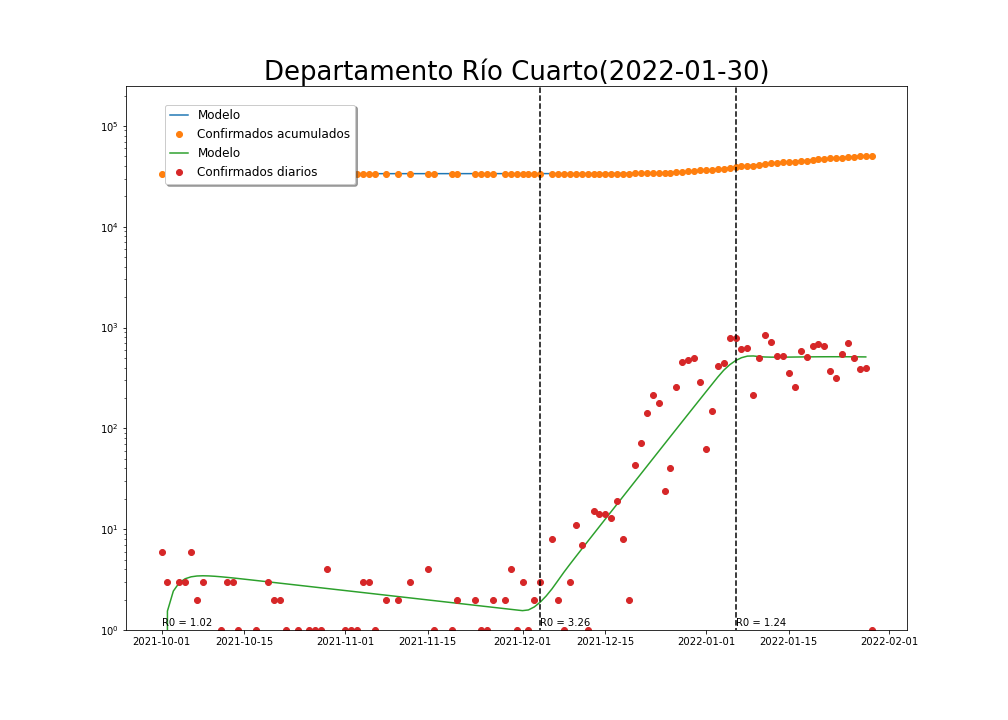 Departamento Río Cuarto(2022-01-30)
Modelo
Confirmados acumulados
Modelo
Confirmados diarios
10⁵
10⁴
10³
10²
10¹
10⁰
R0 = 1.02
R0 = 3.26
R0 = 1.24
2021-10-01
2021-10-15
2021-11-01
2021-11-15
2021-12-01
2021-12-15
2022-01-01
2022-01-15
2022-02-01